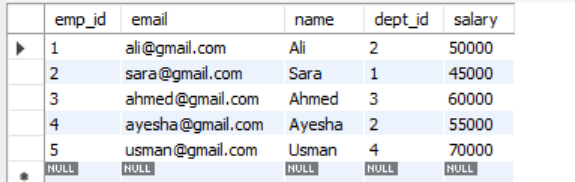 emp_id email name dept_id salary
1 ali@gmail.com Ali 2 50000
2 sara@gmail.com Sara 1 45000
3 ahmed@gmail.com Ahmed 3 60000
4 ayesha@gmail.com Ayesha 2 55000
5 usman@gmail.com Usman 4 70000
NULL NULL NULL NULL NULL